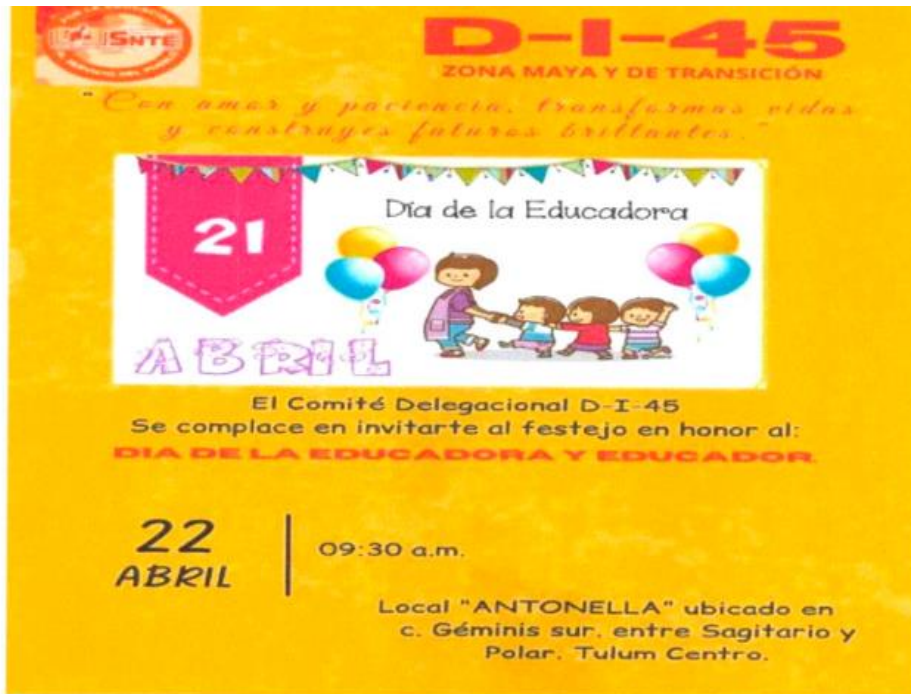 SNTE
D-I-45
ZONA MAYA Y DE TRANSICIÓN
"Con amor y paciencia, transformas vidas
y construyes futuros brillantes."
21
Día de la Educadora
ABRIL
El Comité Delegacional D-I-45
Se complace en invitarte al festejo en honor al:
DIA DE LA EDUCADORA Y EDUCADOR.
22
ABRIL
09:30 a.m.
Local "ANTONELLA" ubicado en
c. Géminis sur, entre Sagitario y
Polar. Tulum Centro.